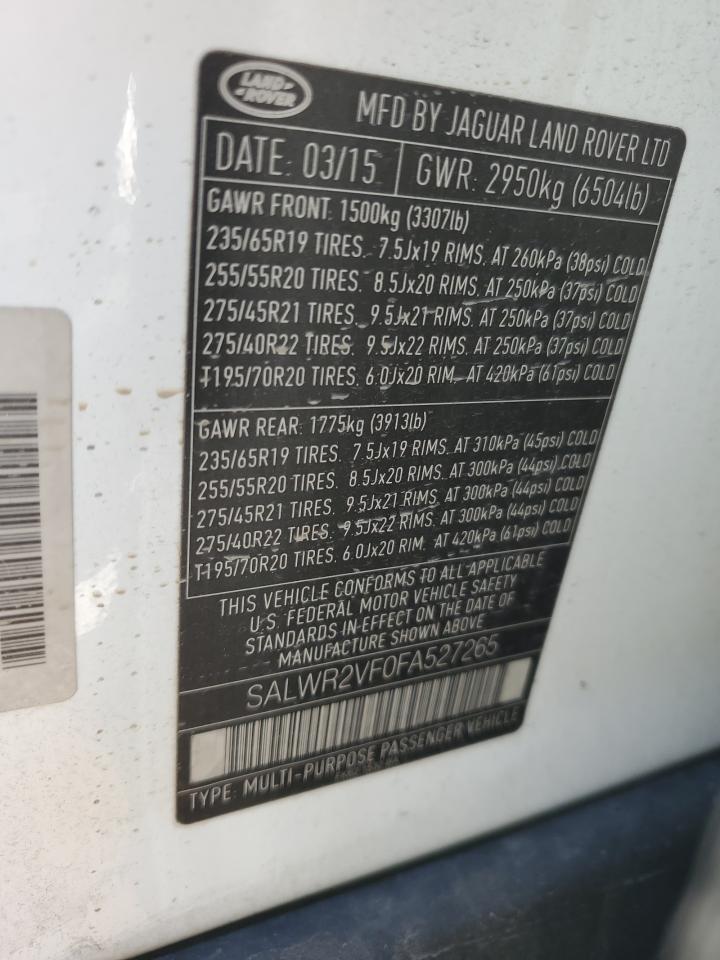 LAND
ROVER
MFD BY JAGUAR LAND ROVER LTD
DATE: 03/15 GWR: 2950kg (6504lb)
GAWR FRONT: 1500kg (3307lb)
235/65R19 TIRES. 7.5Jx19 RIMS. AT 260kPa (38psi) COLD
255/55R20 TIRES. 8.5Jx20 RIMS. AT 250kPa (37psi) COLD
275/45R21 TIRES. 9.5Jx21 RIMS. AT 250kPa (37psi) COLD
275/40R22 TIRES. 9.5Jx22 RIMS. AT 250kPa (37psi) COLD
T195/70R20 TIRES. 6.0Jx20 RIM. AT 420kPa (61psi) COLD
GAWR REAR: 1775kg (3913lb)
235/65R19 TIRES. 7.5Jx19 RIMS. AT 310kPa (45psi) COLD
255/55R20 TIRES. 8.5Jx20 RIMS. AT 300kPa (44psi) COLD
275/45R21 TIRES. 9.5Jx21 RIMS. AT 300kPa (44psi) COLD
275/40R22 TIRES. 9.5Jx22 RIMS. AT 300kPa (44psi) COLD
T195/70R20 TIRES. 6.0Jx20 RIM. AT 420kPa (61psi) COLD
THIS VEHICLE CONFORMS TO ALL APPLICABLE
U.S. FEDERAL MOTOR VEHICLE SAFETY
STANDARDS IN-EFFECT ON THE DATE OF
MANUFACTURE SHOWN ABOVE
SALWR2VF0FA527265
TYPE: MULTI-PURPOSE PASSENGER VEHICLE